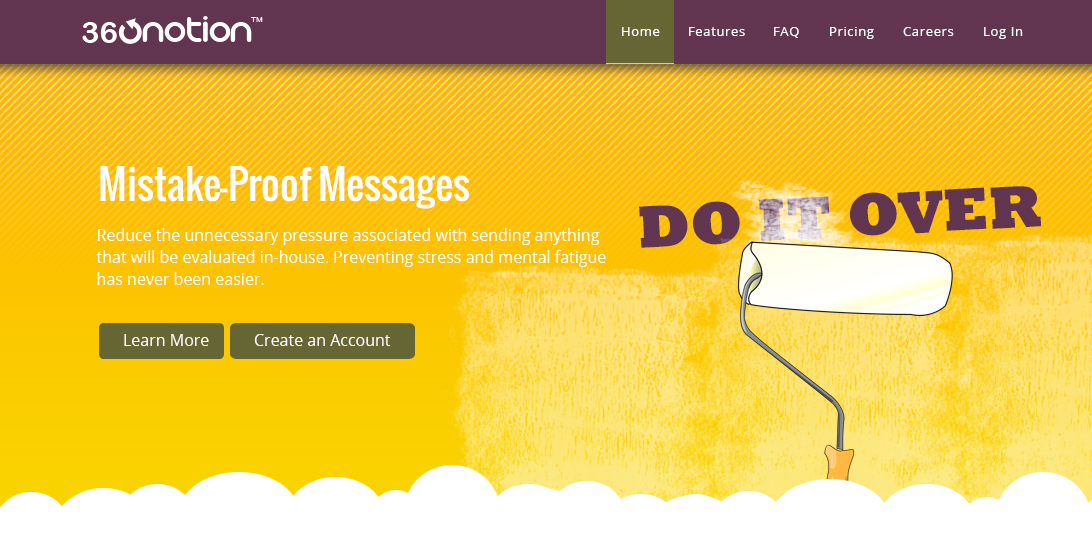 360notion™
Home Features FAQ Pricing Careers Log In
Mistake-Proof Messages
DO IT OVER
Reduce the unnecessary pressure associated with sending anything
that will be evaluated in-house. Preventing stress and mental fatigue
has never been easier.
Learn More Create an Account